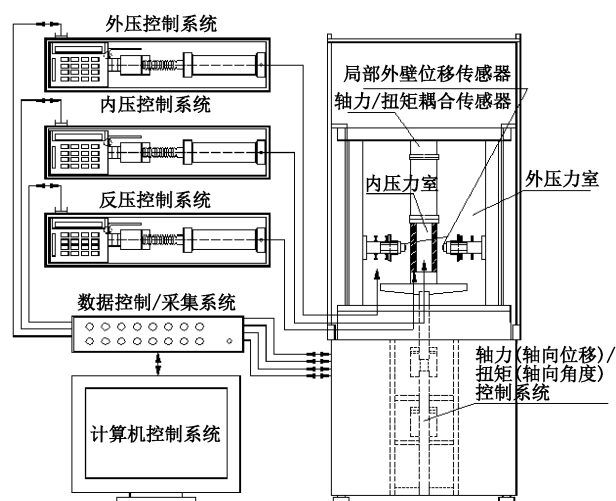 外压控制系统
局部外壁位移传感器
轴力/扭矩耦合传感器
内压控制系统
内压力室
外压力室
反压控制系统
数据控制/采集系统
轴力(轴向位移)/
扭矩(轴向角度)
控制系统
计算机控制系统